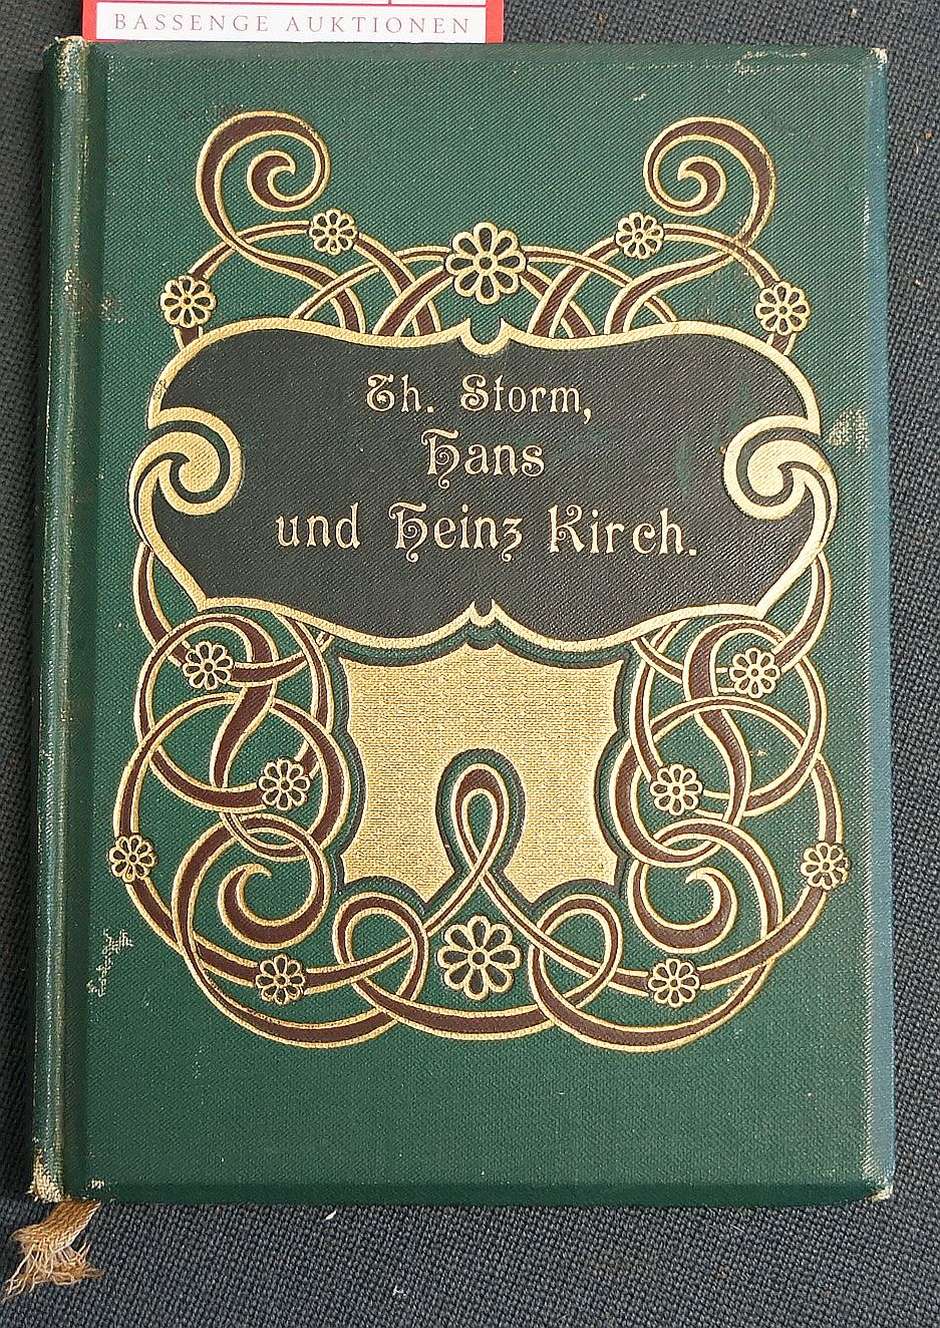 BASSENGE AUKTIONEN
Th. Storm,
Hans
und Heinz Kirch.